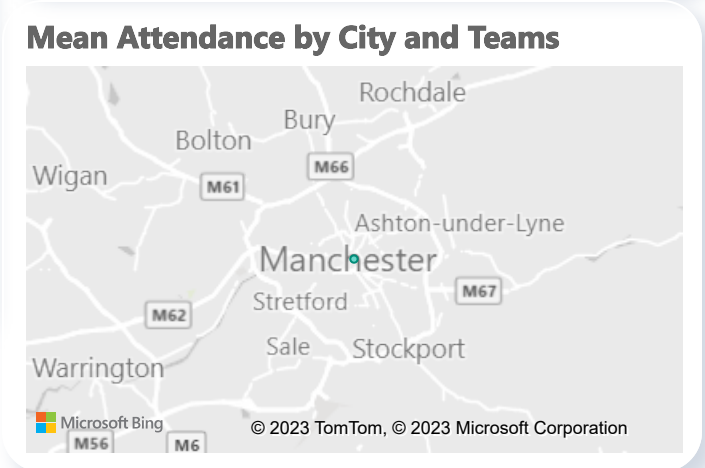 Mean Attendance by City and Teams
Rochdale
Bury
Bolton
M66
Wigan
M61
Ashton-under-Lyne
Manchester
M67
Stretford
M62
Sale
Stockport
Warrington
Microsoft Bing
© 2023 TomTom, © 2023 Microsoft Corporation
M56
M6